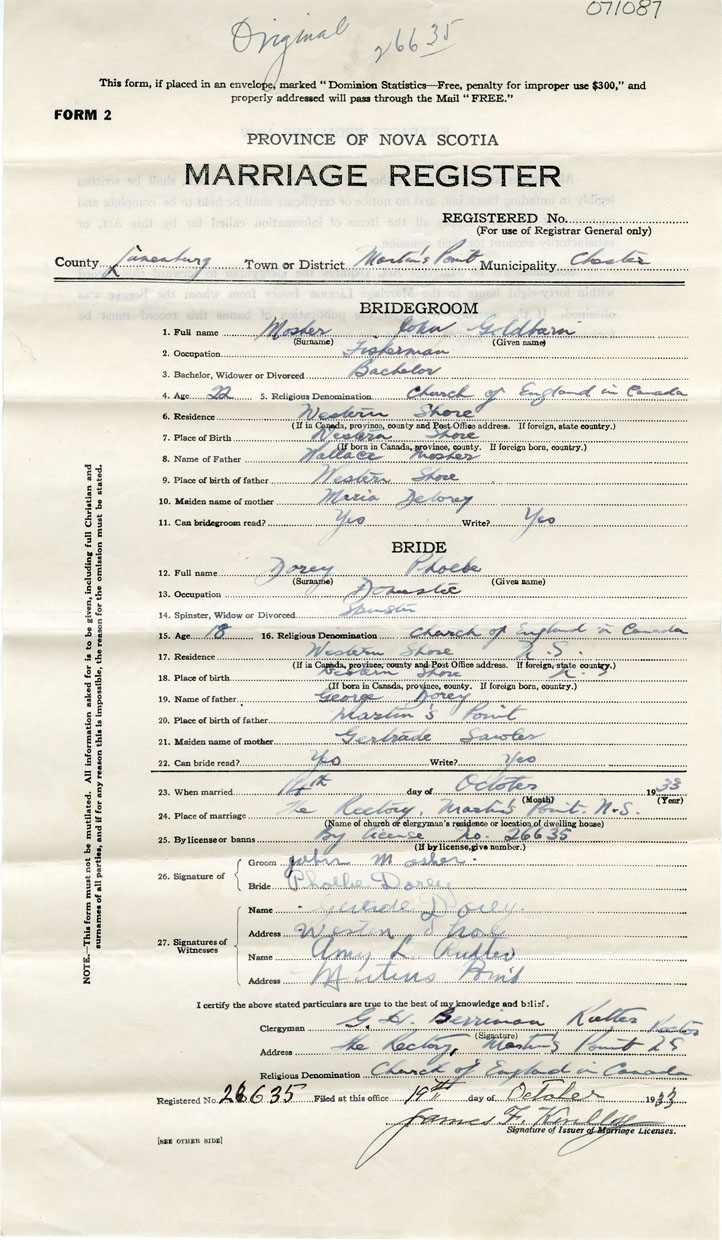 071087
Original 26635
This form, if placed in an envelope, marked “Dominion Statistics—Free, penalty for improper use $300,” and
properly addressed will pass through the Mail “FREE.”
FORM 2
PROVINCE OF NOVA SCOTIA
MARRIAGE REGISTER
REGISTERED No.
(For use of Registrar General only)
County Lunenburg Town or District Martin's Point Municipality Chester
BRIDEGROOM
1. Full name Mosher John Goldburn
(Surname) (Given name)
2. Occupation Fisherman
3. Bachelor, Widower or Divorced Bachelor
4. Age 22 5. Religious Denomination Church of England in Canada
6. Residence Western Shore
(If in Canada, province, county and Post Office address. If foreign, state country.)
7. Place of Birth Western Shore
(If born in Canada, province, county. If foreign born, country.)
8. Name of Father Wallace Mosher
9. Place of birth of father Western Shore
10. Maiden name of mother Maria Delorey
11. Can bridegroom read? Yes Write? Yes
BRIDE
12. Full name Dorey Phoebe
(Surname) (Given name)
13. Occupation Domestic
14. Spinster, Widow or Divorced Spinster
15. Age 18 16. Religious Denomination Church of England in Canada
17. Residence Western Shore N.S.
(If in Canada, province, county and Post Office address. If foreign, state country.)
18. Place of birth Western Shore N.S
(If born in Canada, province, county. If foreign born, country.)
19. Name of father George Dorey
20. Place of birth of father Martin's Point
21. Maiden name of mother Gertrude Sawler
22. Can bride read? Yes Write? Yes
23. When married 14th day of October 1933
(Month) (Year)
24. Place of marriage The Rectory, Martin's Point. N.S.
(Name of church or clergyman's residence or location of dwelling house)
25. By license or banns By license No. 26635
(If by license, give number.)
26. Signature of
Groom John Mosher.
Bride Phoebe Dorey
27. Signatures of Witnesses
Name Gertrude Dorey
Address Western Shore
Name Amy L. Rutter
Address Martins Point
I certify the above stated particulars are true to the best of my knowledge and belief.
Clergyman G. H. Berriman Rutter Rector
(Signature)
Address The Rectory, Martin's Point NS
Religious Denomination Church of England in Canada
Registered No. 26635 Filed at this office 19th day of October 1933
James F.
Signature of Issuer of Marriage Licenses.
[SEE OTHER SIDE]
NOTE.—This form must not be mutilated. All information asked for is to be given, including full Christian and
surnames of all parties, and if for any reason this is impossible, the reason for the omission must be stated.